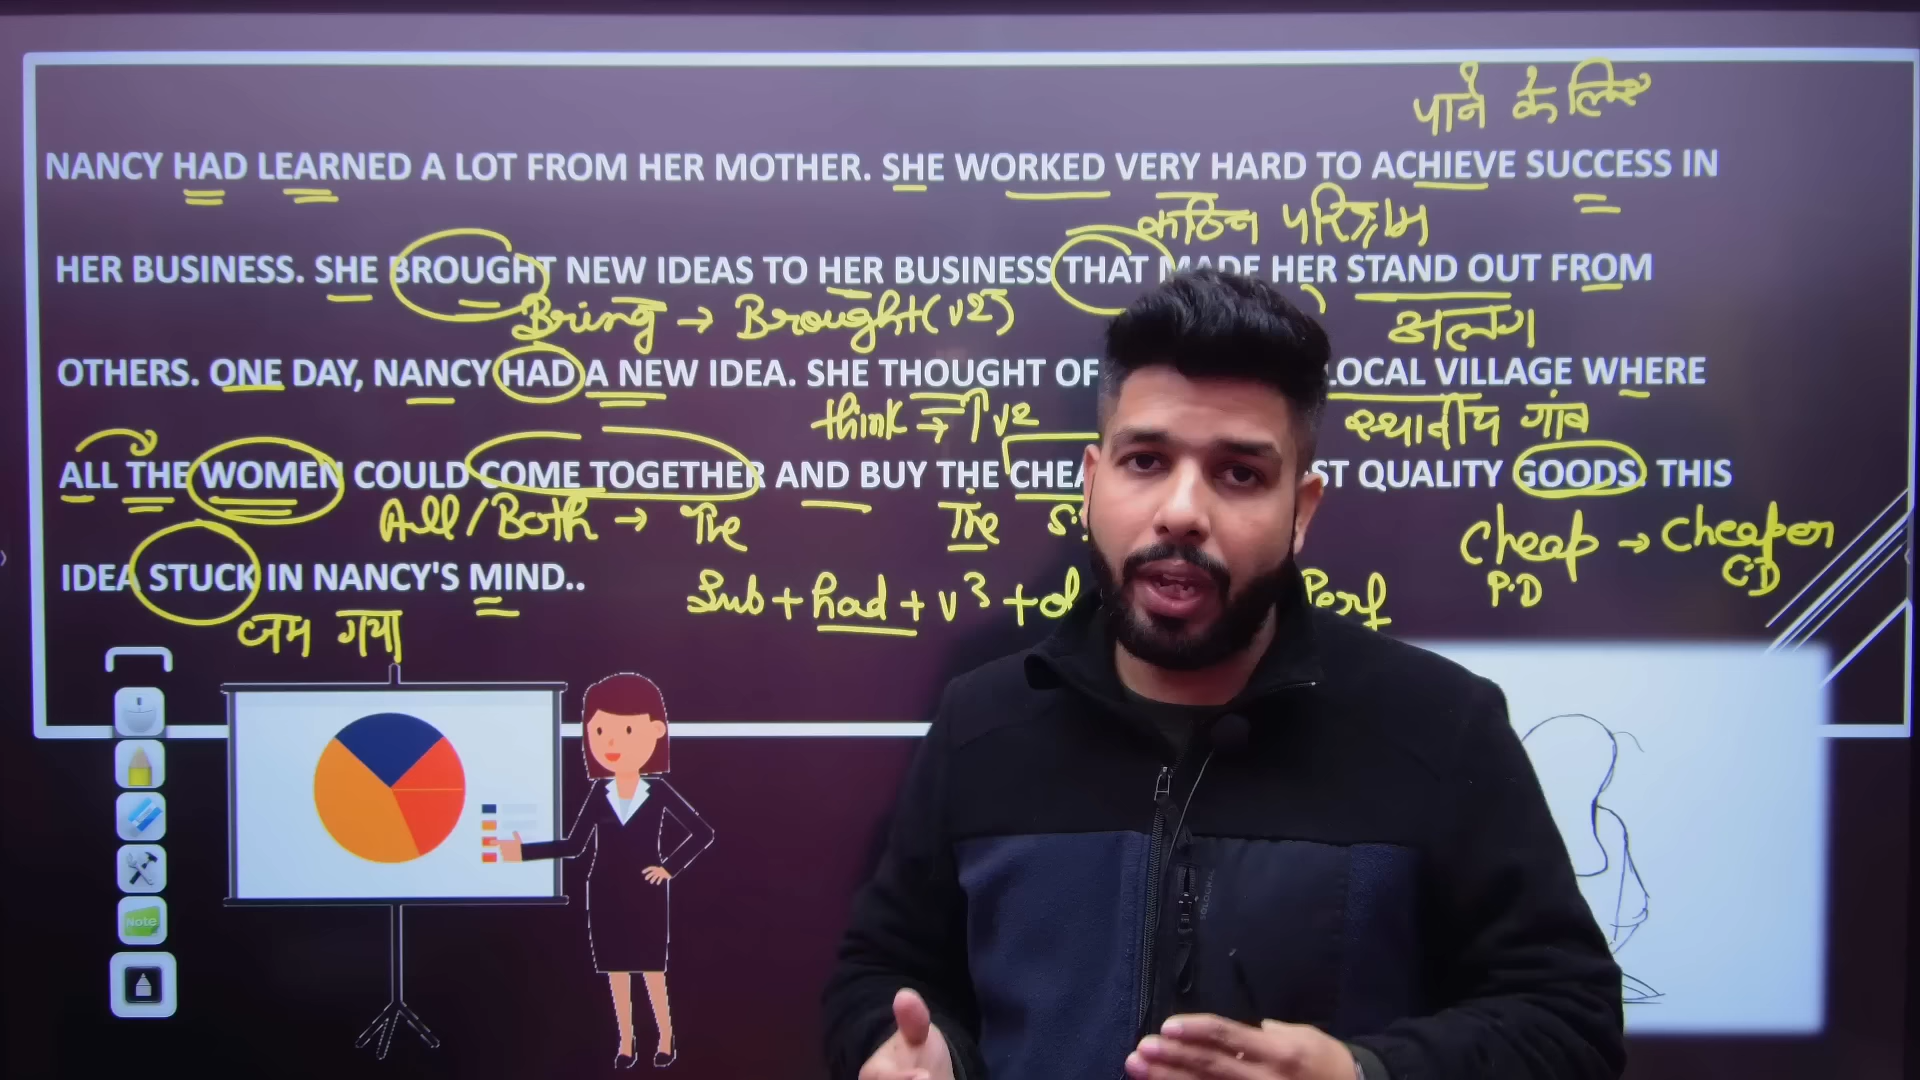 पाने के लिए
NANCY HAD LEARNED A LOT FROM HER MOTHER. SHE WORKED VERY HARD TO ACHIEVE SUCCESS IN
कठिन परिश्रम
HER BUSINESS. SHE BROUGHT NEW IDEAS TO HER BUSINESS THAT MADE HER STAND OUT FROM
Bring → Brought (v2) अलग
OTHERS. ONE DAY, NANCY HAD A NEW IDEA. SHE THOUGHT OF LOCAL VILLAGE WHERE
think → v2 स्थानीय गांव
ALL THE WOMEN COULD COME TOGETHER AND BUY THE QUALITY GOODS. THIS
All / Both → The The Cheap → Cheaper
P.D C.D
IDEA STUCK IN NANCY'S MIND..
Sub + had + v3 + Perf
जम गया
Note